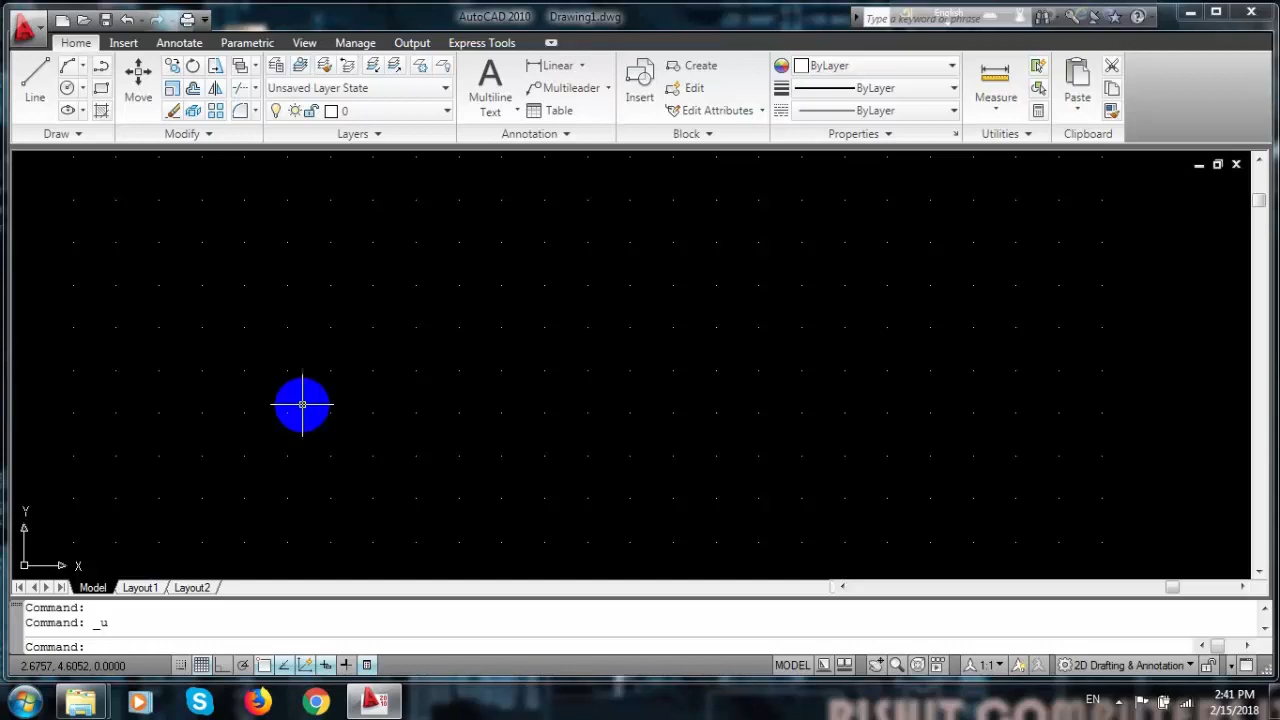 AutoCAD 2010 Drawing1.dwg
English
Type a keyword or phrase
Home Insert Annotate Parametric View Manage Output Express Tools
Line
Move
Unsaved Layer State
0
Multiline
Text
Linear
Multileader
Table
Insert
Create
Edit
Edit Attributes
ByLayer
ByLayer
ByLayer
Measure
Paste
Draw Modify Layers Annotation Block Properties Utilities Clipboard
Y
X
Model Layout1 Layout2
Command:
Command: _u
Command:
2.6757, 4.6052, 0.0000
MODEL
1:1
2D Drafting & Annotation
EN
2:41 PM
2/15/2018